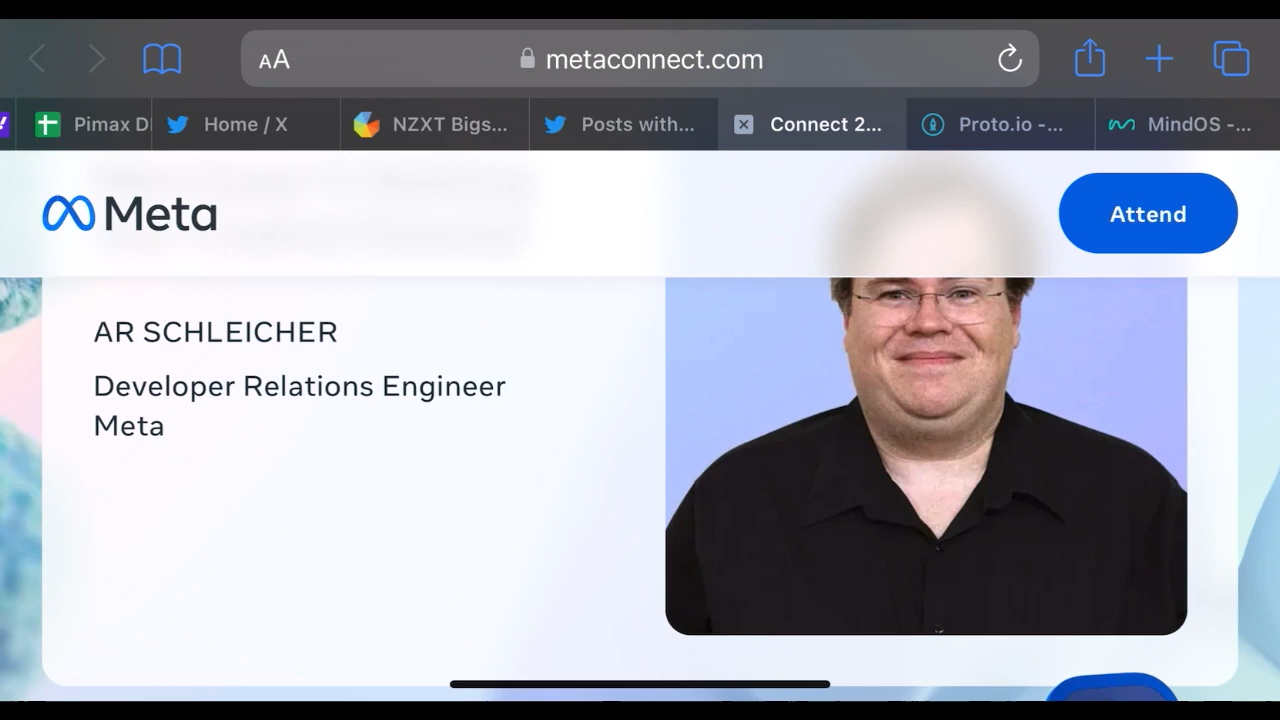 AA
metaconnect.com
Pimax D
Home / X
NZXT Bigs...
Posts with...
Connect 2...
Proto.io -...
MindOS -...
Meta
Attend
AR SCHLEICHER
Developer Relations Engineer
Meta